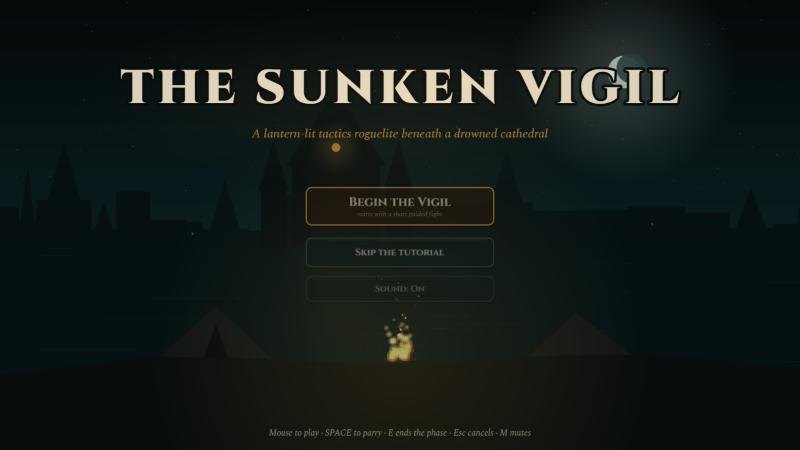 THE SUNKEN VIGIL
A lantern-lit tactics roguelite beneath a drowned cathedral
Begin the Vigil
starts with a short guided fight
Skip the tutorial
Sound: On
Mouse to play · SPACE to parry · E ends the phase · Esc cancels · M mutes